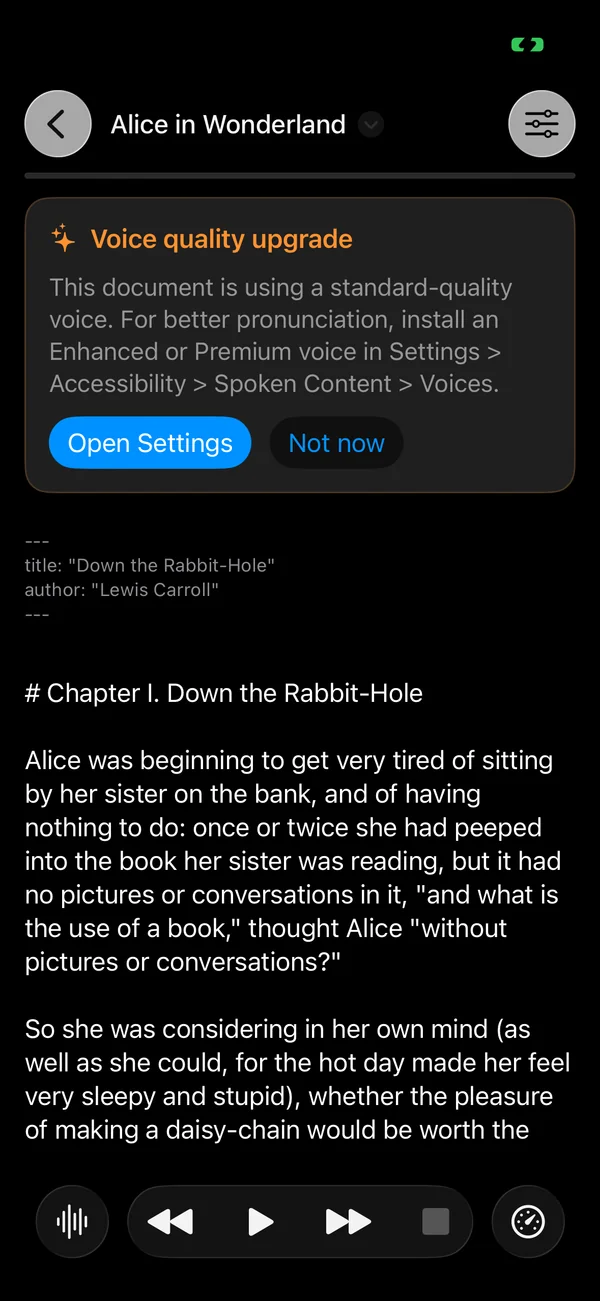 Alice in Wonderland
Voice quality upgrade
This document is using a standard-quality
voice. For better pronunciation, install an
Enhanced or Premium voice in Settings >
Accessibility > Spoken Content > Voices.
Open Settings
Not now
---
title: "Down the Rabbit-Hole"
author: "Lewis Carroll"
---
# Chapter I. Down the Rabbit-Hole
Alice was beginning to get very tired of sitting
by her sister on the bank, and of having
nothing to do: once or twice she had peeped
into the book her sister was reading, but it had
no pictures or conversations in it, "and what is
the use of a book," thought Alice "without
pictures or conversations?"
So she was considering in her own mind (as
well as she could, for the hot day made her feel
very sleepy and stupid), whether the pleasure
of making a daisy-chain would be worth the